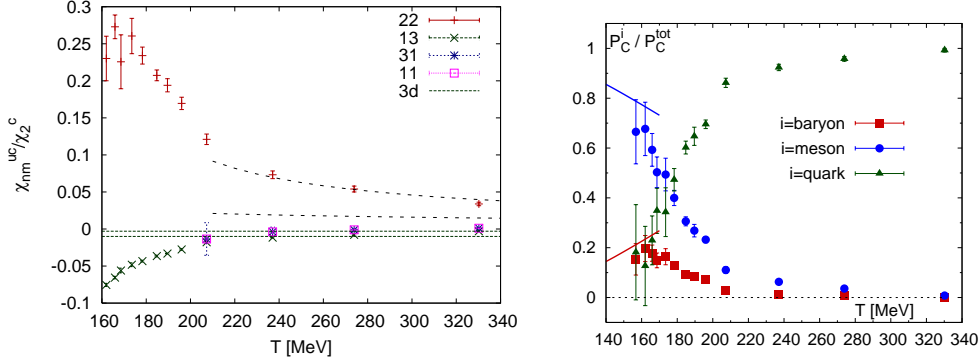 0.3
0.25
0.2
0.15
0.1
0.05
0
-0.05
-0.1
χnm^uc/χ2^c
22
13
31
11
3d
160 180 200 220 240 260 280 300 320 340
T [MeV]
P_C^i / P_C^tot
1
0.8
0.6
0.4
0.2
0
i=baryon
i=meson
i=quark
T [MeV]
140 160 180 200 220 240 260 280 300 320 340